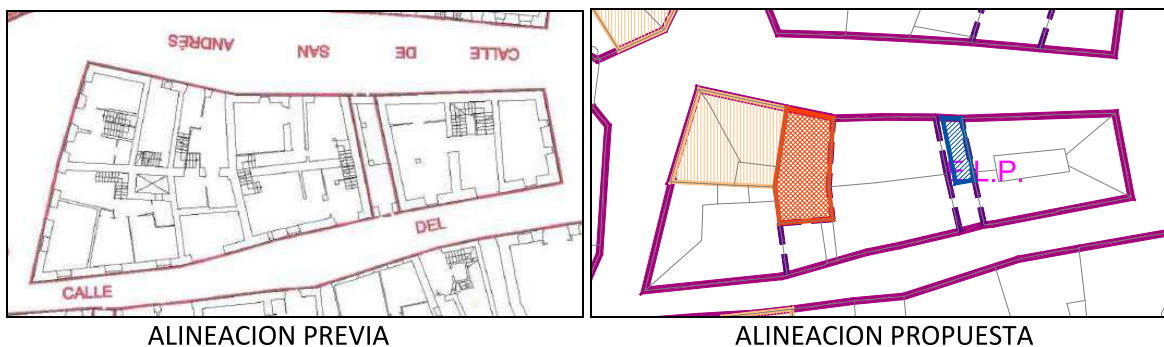 CALLE DE SAN ANDRÉS
CALLE DEL
E.L.P.
ALINEACION PREVIA
ALINEACION PROPUESTA